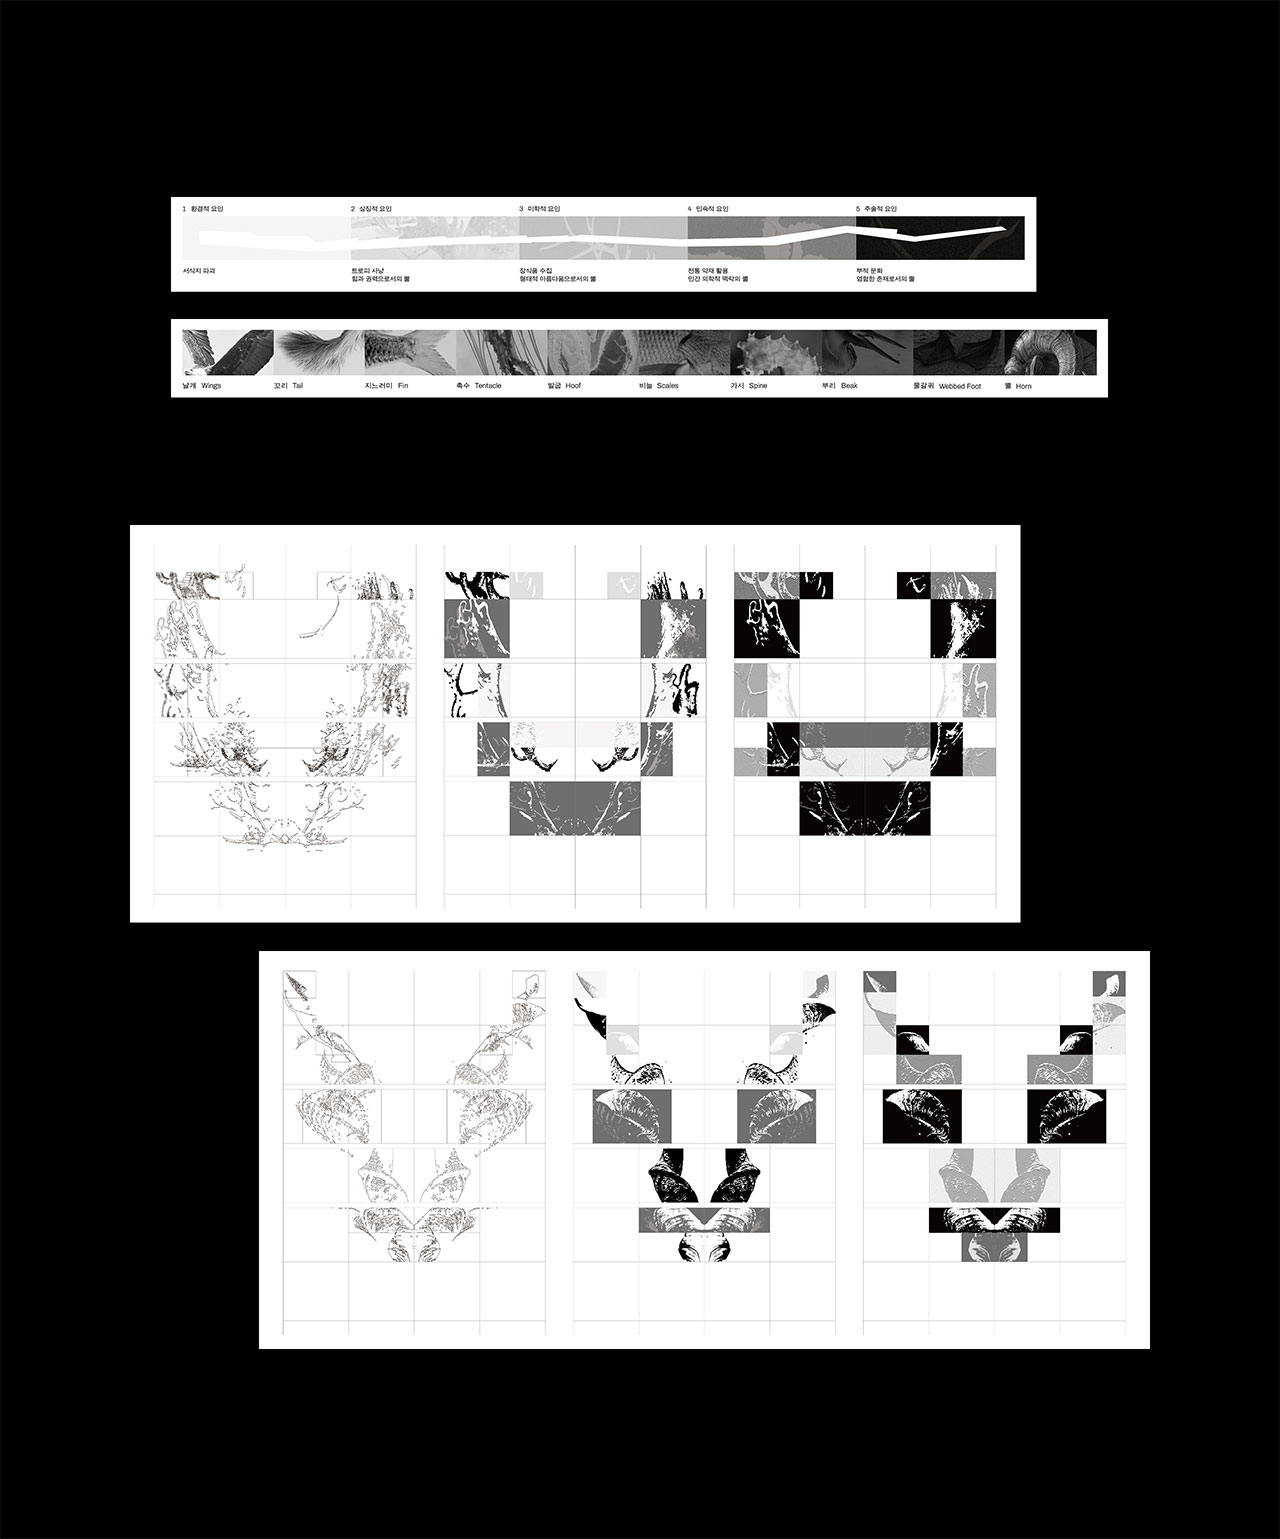 1 환경적 요인
2 상징적 요인
3 미학적 요인
4 민속적 요인
5 주술적 요인
서식지 파괴
트로피 사냥
힘과 권력으로서의 뿔
장식품 수집
형태적 아름다움으로서의 뿔
전통 약재 활용
민간 의학적 맥락의 뿔
부적 문화
영험한 존재로서의 뿔
날개 Wings
꼬리 Tail
지느러미 Fin
촉수 Tentacle
발굽 Hoof
비늘 Scales
가시 Spine
부리 Beak
물갈퀴 Webbed Foot
뿔 Horn